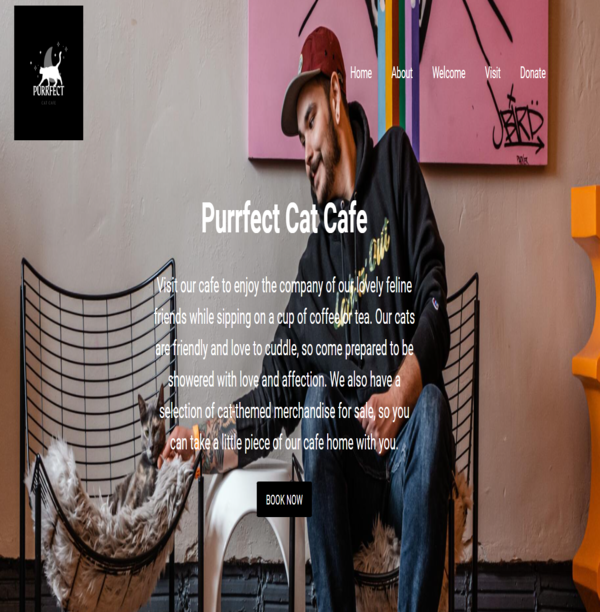 PURRFECT
CAT CAFE
Home About Welcome Visit Donate
Purrfect Cat Cafe
Visit our cafe to enjoy the company of our lovely feline
friends while sipping on a cup of coffee or tea. Our cats
are friendly and love to cuddle, so come prepared to be
showered with love and affection. We also have a
selection of cat-themed merchandise for sale, so you
can take a little piece of our cafe home with you.
BOOK NOW